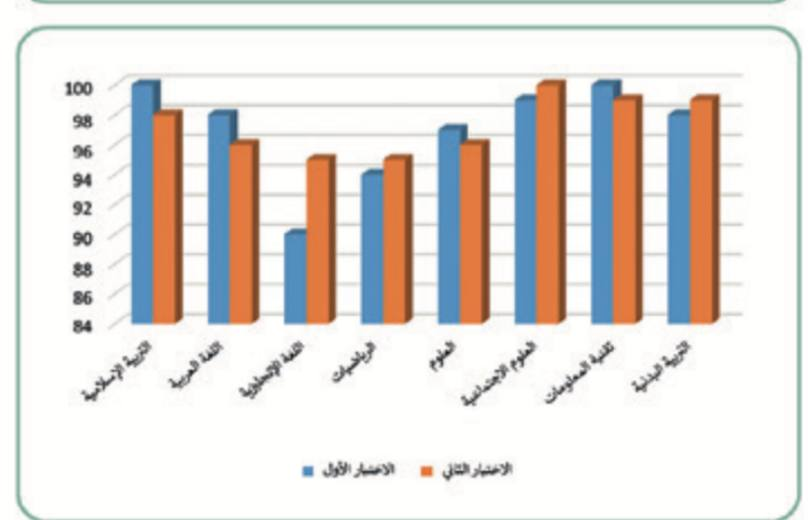 100
98
96
94
92
90
88
86
84
التربية الإسلامية
اللغة العربية
اللغة الإنجليزية
الرياضيات
العلوم
العلوم الاجتماعية
تقنية المعلومات
التربية البدنية
الاختبار الأول
الاختبار الثاني